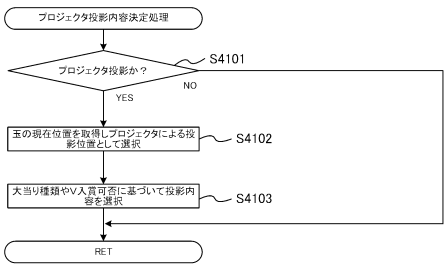 プロジェクタ投影内容決定処理
S4101
プロジェクタ投影か？
NO
YES
玉の現在位置を取得しプロジェクタによる投
影位置として選択
S4102
大当り種類やV入賞可否に基づいて投影内
容を選択
S4103
RET